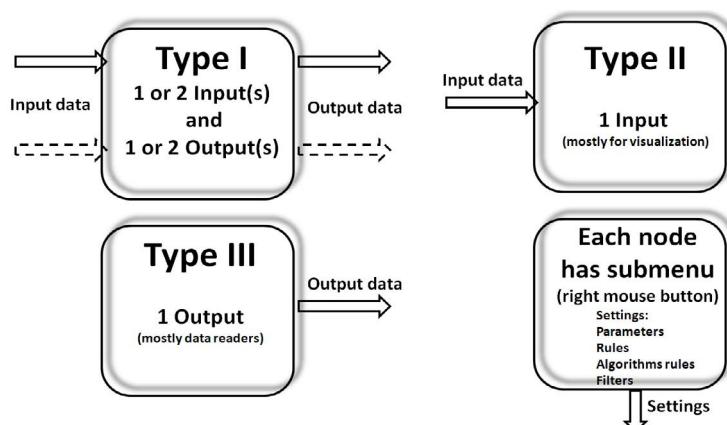 Type I
1 or 2 Input(s)
and
1 or 2 Output(s)
Input data
Output data
Type II
1 Input
(mostly for visualization)
Input data
Type III
1 Output
(mostly data readers)
Output data
Each node
has submenu
(right mouse button)
Settings:
Parameters
Rules
Algorithms rules
Filters
Settings